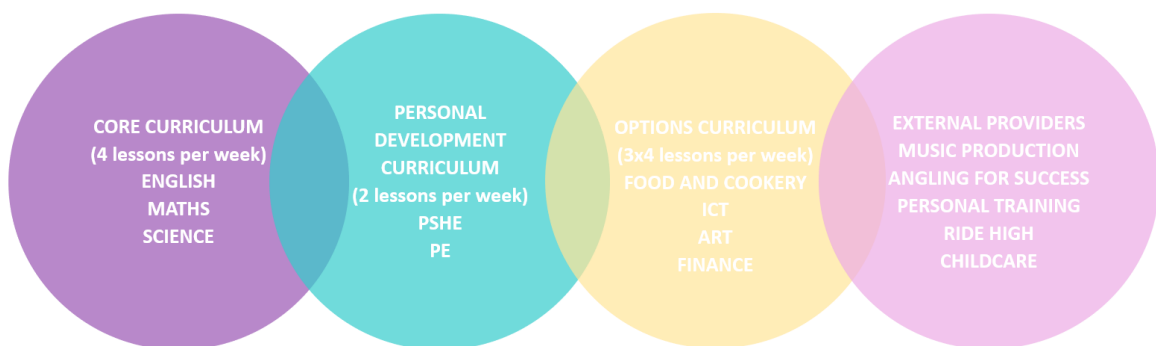 CORE CURRICULUM
(4 lessons per week)
ENGLISH
MATHS
SCIENCE
PERSONAL
DEVELOPMENT
CURRICULUM
(2 lessons per week)
PSHE
PE
OPTIONS CURRICULUM
(3x4 lessons per week)
FOOD AND COOKERY
ICT
ART
FINANCE
EXTERNAL PROVIDERS
MUSIC PRODUCTION
ANGLING FOR SUCCESS
PERSONAL TRAINING
RIDE HIGH
CHILDCARE